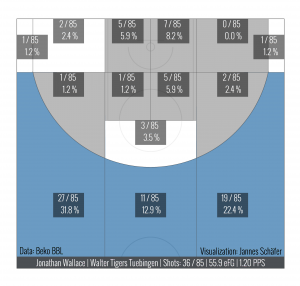 2 / 85
2.4 %
5 / 85
5.9 %
7 / 85
8.2 %
0 / 85
0.0 %
1 / 85
1.2 %
1 / 85
1.2 %
1 / 85
1.2 %
1 / 85
1.2 %
5 / 85
5.9 %
2 / 85
2.4 %
3 / 85
3.5 %
27 / 85
31.8 %
11 / 85
12.9 %
19 / 85
22.4 %
Data: Beko BBL
Visualization: Jannes Schäfer
Jonathan Wallace | Walter Tigers Tuebingen | Shots: 36 / 85 | 55.9 eFG | 1.20 PPS